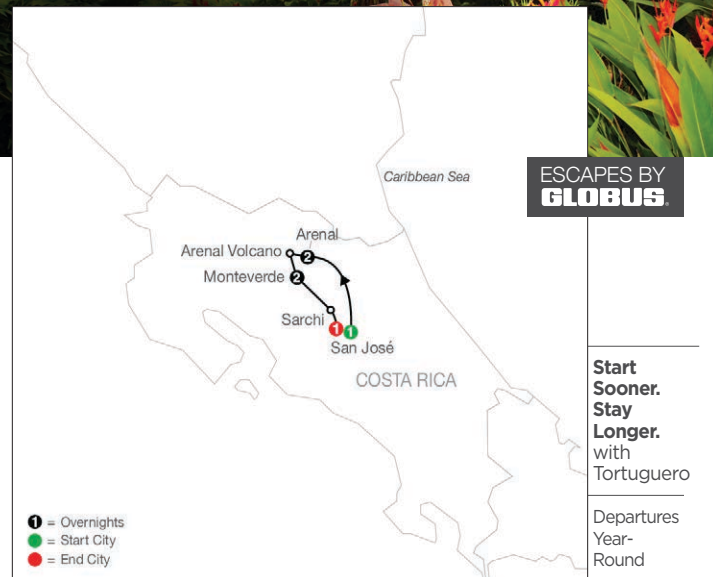 Caribbean Sea
ESCAPES BY
GLOBUS.
Arenal
Arenal Volcano
2
Monteverde
2
Sarchi
1
1
San José
COSTA RICA
Start
Sooner.
Stay
Longer.
with
Tortuguero
Departures
Year-
Round
1 = Overnights
= Start City
= End City